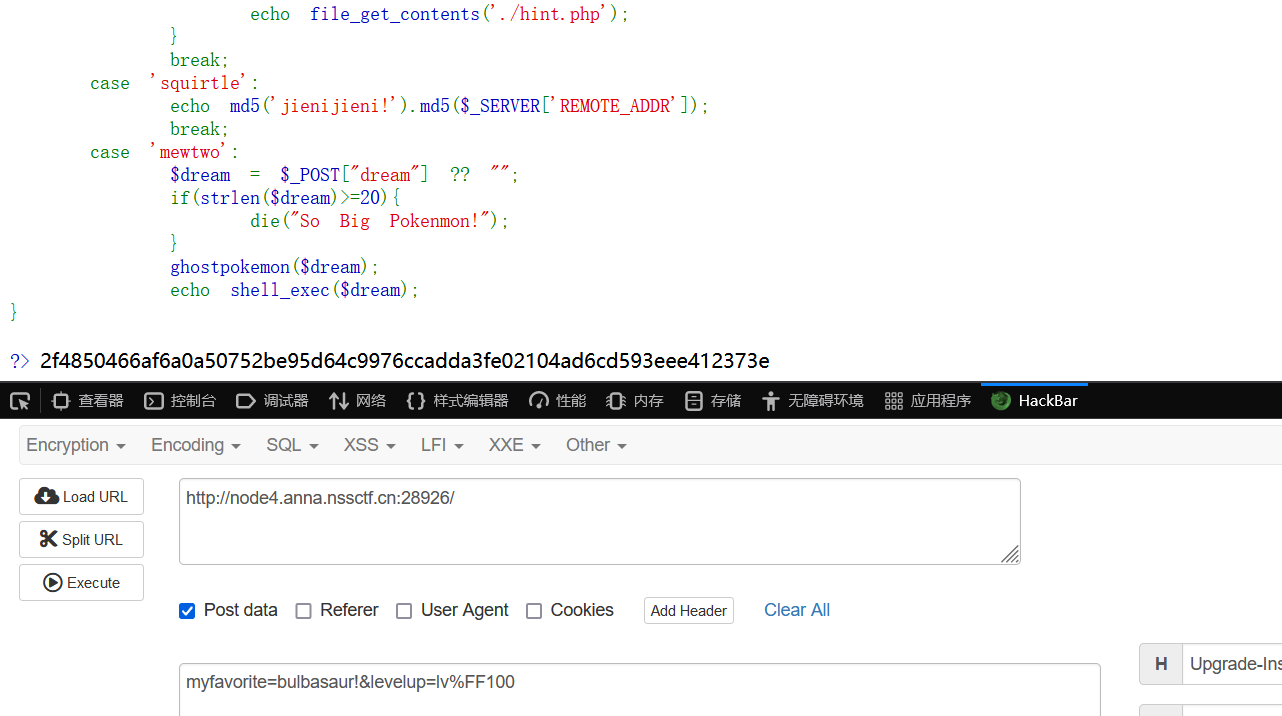 echo file_get_contents('./hint.php');
}
break;
case 'squirtle':
echo md5('jienijieni!').md5($_SERVER['REMOTE_ADDR']);
break;
case 'mewtwo':
$dream = $_POST["dream"] ?? "";
if(strlen($dream)>=20){
die("So Big Pokenmon!");
}
ghostpokemon($dream);
echo shell_exec($dream);
}
?> 2f4850466af6a0a50752be95d64c9976ccadda3fe02104ad6cd593eee412373e
查看器 控制台 调试器 网络 样式编辑器 性能 内存 存储 无障碍环境 应用程序 HackBar
Encryption Encoding SQL XSS LFI XXE Other
Load URL http://node4.anna.nssctf.cn:28926/
Split URL
Execute
Post data Referer User Agent Cookies Add Header Clear All
H Upgrade-Ins
myfavorite=bulbasaur!&levelup=lv%FF100